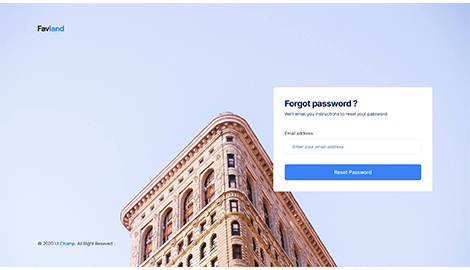 Favland
Forgot password ?
We'll email you instructions to reset your password.
Email address
Enter your email address
Reset Password
© 2020 UI Champ. All Right Reserved